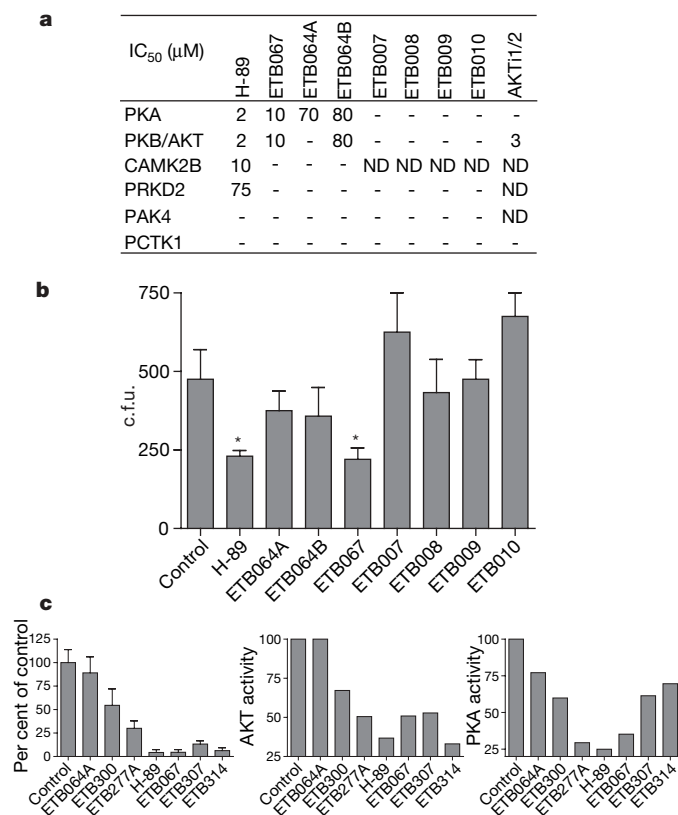 a
IC50 (μM) H-89 ETB067 ETB064A ETB064B ETB007 ETB008 ETB009 ETB010 AKTi1/2
PKA 2 10 70 80 - - - - -
PKB/AKT 2 10 - 80 - - - - 3
CAMK2B 10 - - - ND ND ND ND ND
PRKD2 75 - - - - - - - ND
PAK4 - - - - - - - - ND
PCTK1 - - - - - - - - -
b
c.f.u.
750
500
250
0
* *
Control H-89 ETB064A ETB064B ETB067 ETB007 ETB008 ETB009 ETB010
c
Per cent of control
125
100
75
50
25
0
Control ETB064A ETB300 ETB277A H-89 ETB067 ETB307 ETB314
AKT activity
100
75
50
25
Control ETB064A ETB300 ETB277A H-89 ETB067 ETB307 ETB314
PKA activity
100
75
50
25
Control ETB064A ETB300 ETB277A H-89 ETB067 ETB307 ETB314